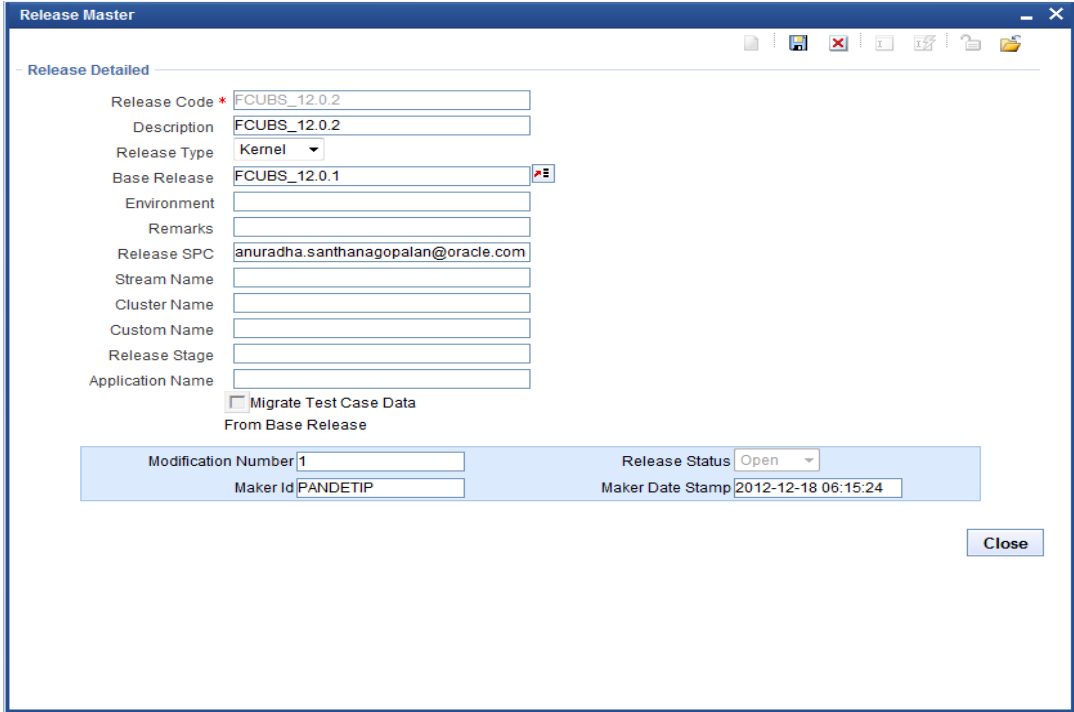 Release Master
Release Detailed
Release Code * FCUBS_12.0.2
Description FCUBS_12.0.2
Release Type Kernel
Base Release FCUBS_12.0.1
Environment
Remarks
Release SPC anuradha.santhanagopalan@oracle.com
Stream Name
Cluster Name
Custom Name
Release Stage
Application Name
Migrate Test Case Data
From Base Release
Modification Number 1 Release Status Open
Maker Id PANDETIP Maker Date Stamp 2012-12-18 06:15:24
Close